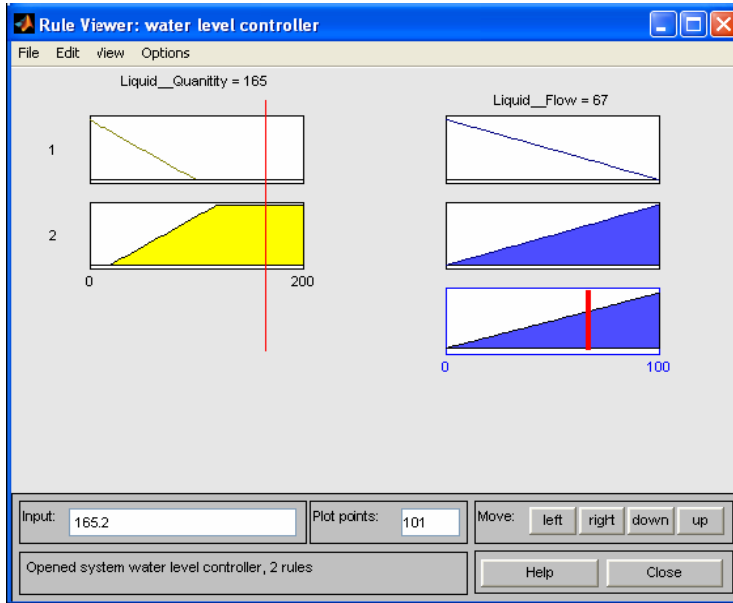 Rule Viewer: water level controller
File Edit View Options
Liquid__Quanitity = 165
Liquid__Flow = 67
1
2
0 200
0 100
Input: 165.2 Plot points: 101 Move: left right down up
Opened system water level controller, 2 rules
Help Close